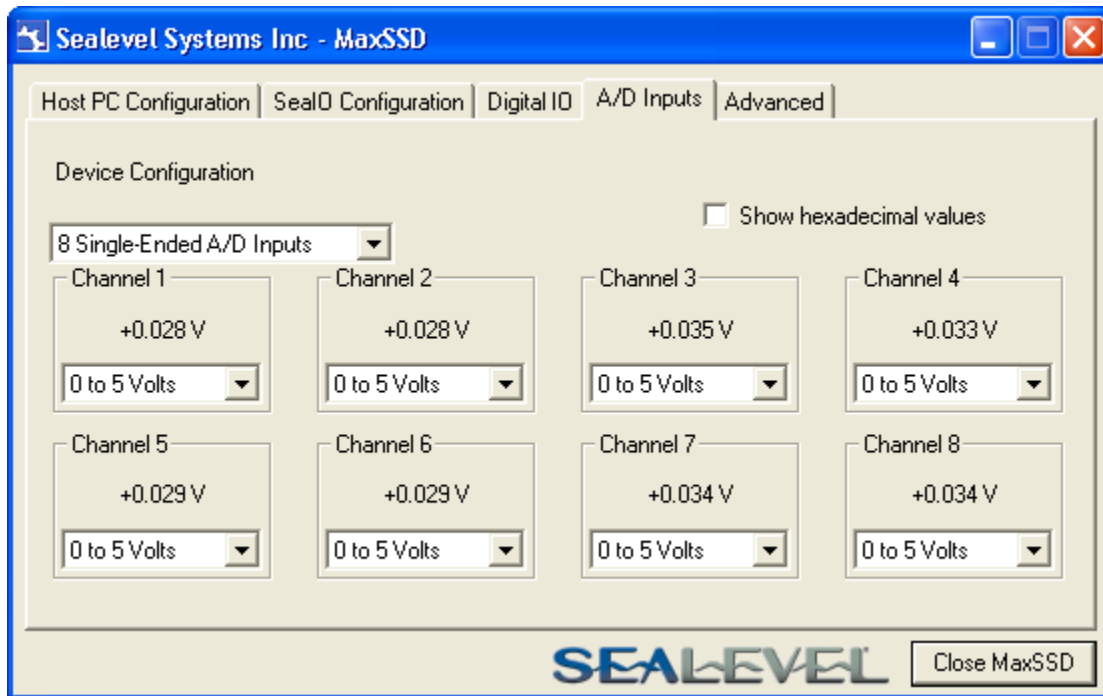 Sealevel Systems Inc - MaxSSD
Host PC Configuration SeaIO Configuration Digital IO A/D Inputs Advanced
Device Configuration
Show hexadecimal values
8 Single-Ended A/D Inputs
Channel 1 Channel 2 Channel 3 Channel 4
+0.028 V +0.028 V +0.035 V +0.033 V
0 to 5 Volts 0 to 5 Volts 0 to 5 Volts 0 to 5 Volts
Channel 5 Channel 6 Channel 7 Channel 8
+0.029 V +0.029 V +0.034 V +0.034 V
0 to 5 Volts 0 to 5 Volts 0 to 5 Volts 0 to 5 Volts
SEALEVEL Close MaxSSD